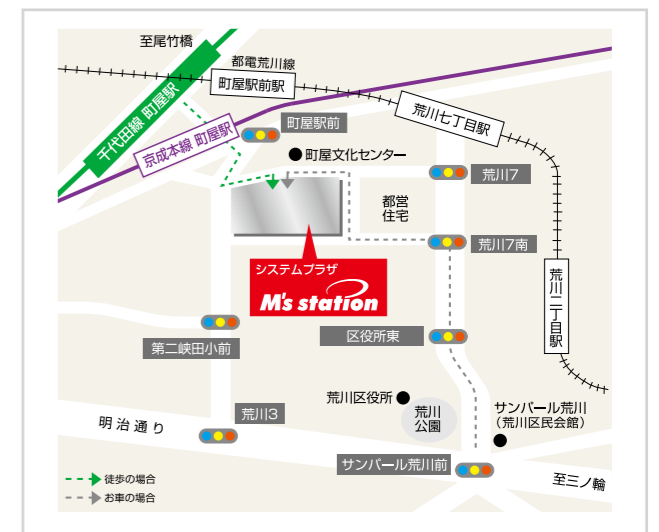 至尾竹橋
都電荒川線
町屋駅前駅
千代田線 町屋駅
京成本線 町屋駅
町屋駅前
荒川七丁目駅
町屋文化センター
荒川7
都営
住宅
荒川7南
システムプラザ
M's station
荒川二丁目駅
第二峡田小前
区役所東
荒川区役所
荒川
公園
サンパール荒川
(荒川区民会館)
荒川3
明治通り
サンパール荒川前
至三ノ輪
徒歩の場合
お車の場合